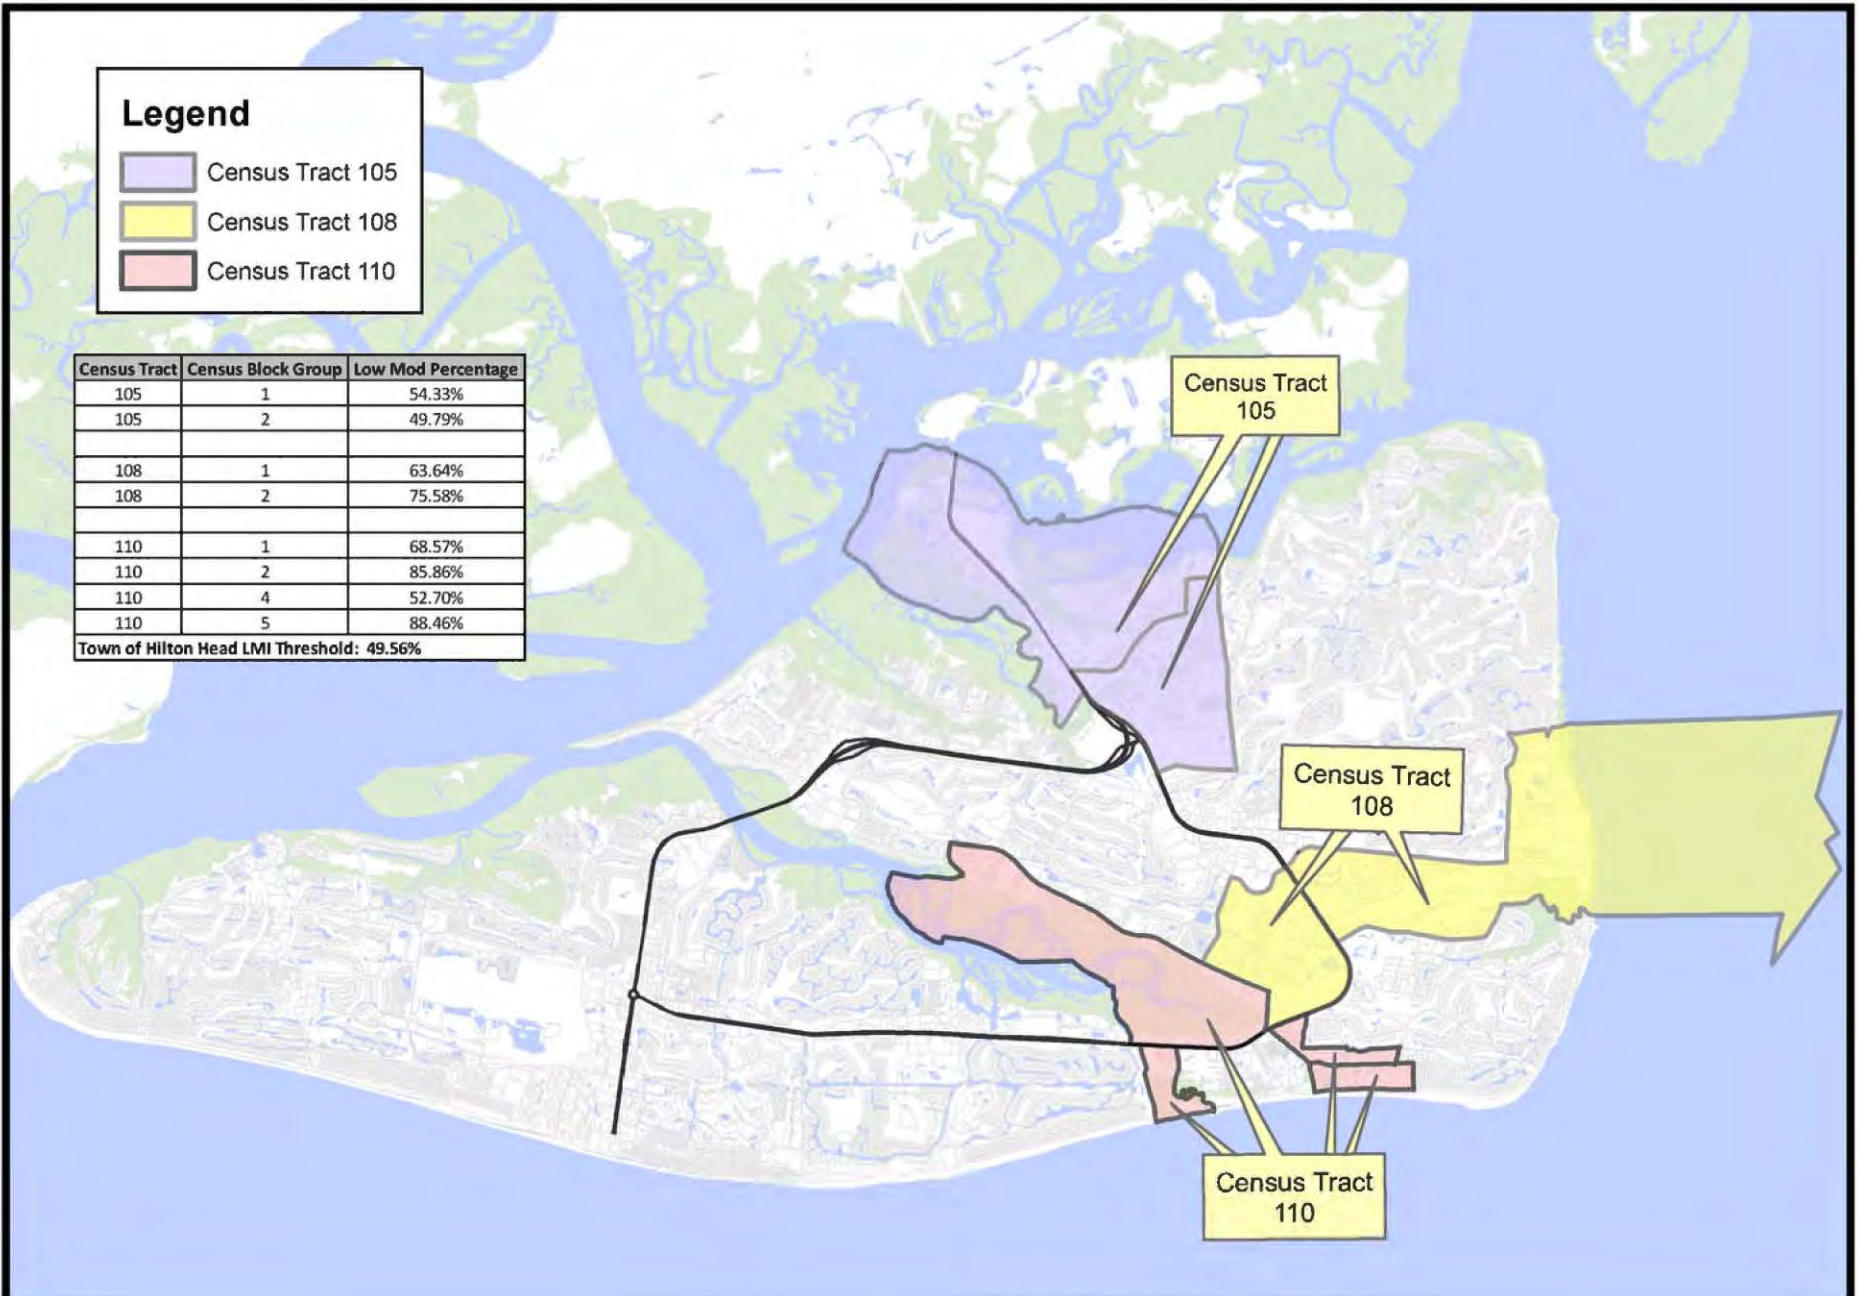 Legend
Census Tract 105
Census Tract 108
Census Tract 110
Census Tract Census Block Group Low Mod Percentage
105 1 54.33%
105 2 49.79%
108 1 63.64%
108 2 75.58%
110 1 68.57%
110 2 85.86%
110 4 52.70%
110 5 88.46%
Town of Hilton Head LMI Threshold: 49.56%
Census Tract
105
Census Tract
108
Census Tract
110